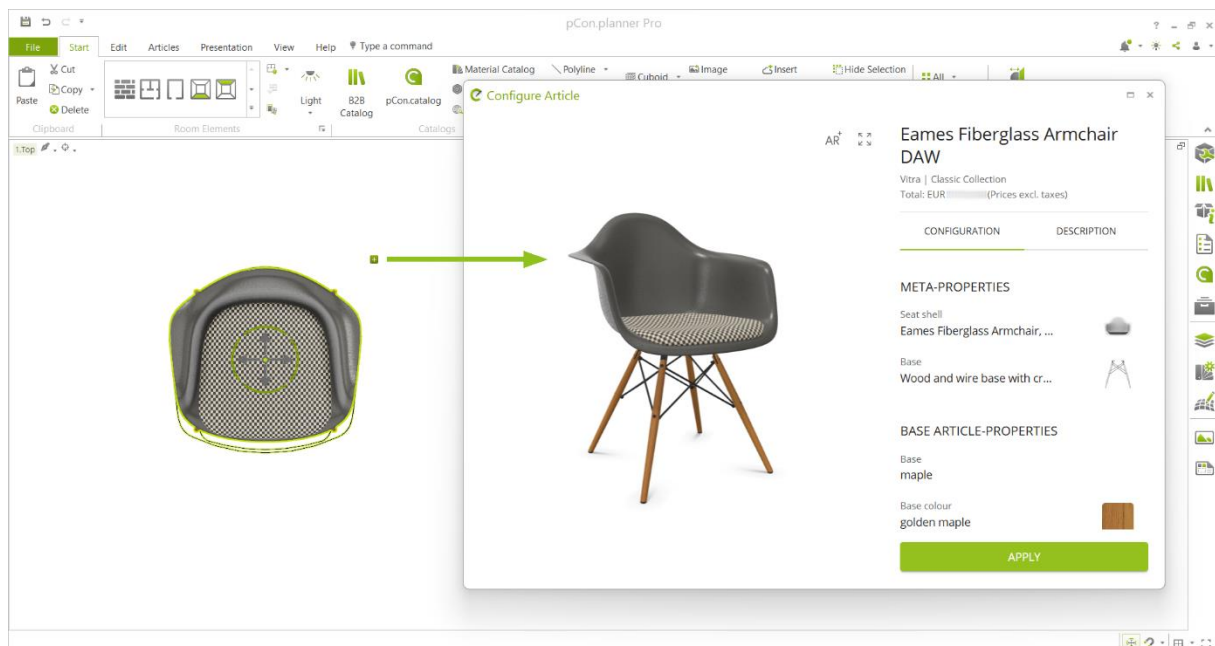 pCon.planner Pro
File Start Edit Articles Presentation View Help Type a command
Cut
Copy
Delete
Paste
Clipboard
Room Elements
Light
B2B Catalog
pCon.catalog
Catalogs
Material Catalog
Polyline
Cuboid
Image
Insert
Hide Selection
All
1.Top
Configure Article
AR+
Eames Fiberglass Armchair
DAW
Vitra | Classic Collection
Total: EUR (Prices excl. taxes)
CONFIGURATION DESCRIPTION
META-PROPERTIES
Seat shell
Eames Fiberglass Armchair, ...
Base
Wood and wire base with cr...
BASE ARTICLE-PROPERTIES
Base
maple
Base colour
golden maple
APPLY